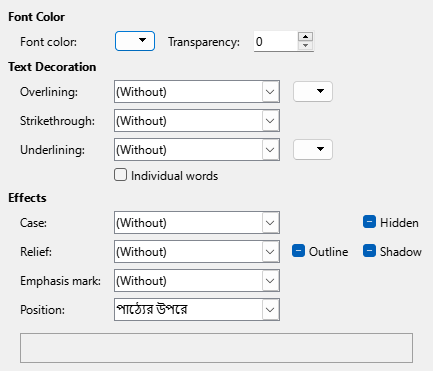 Font Color
Font color: Transparency: 0
Text Decoration
Overlining: (Without)
Strikethrough: (Without)
Underlining: (Without)
Individual words
Effects
Case: (Without) Hidden
Relief: (Without) Outline Shadow
Emphasis mark: (Without)
Position: পাঠ্যের উপরে